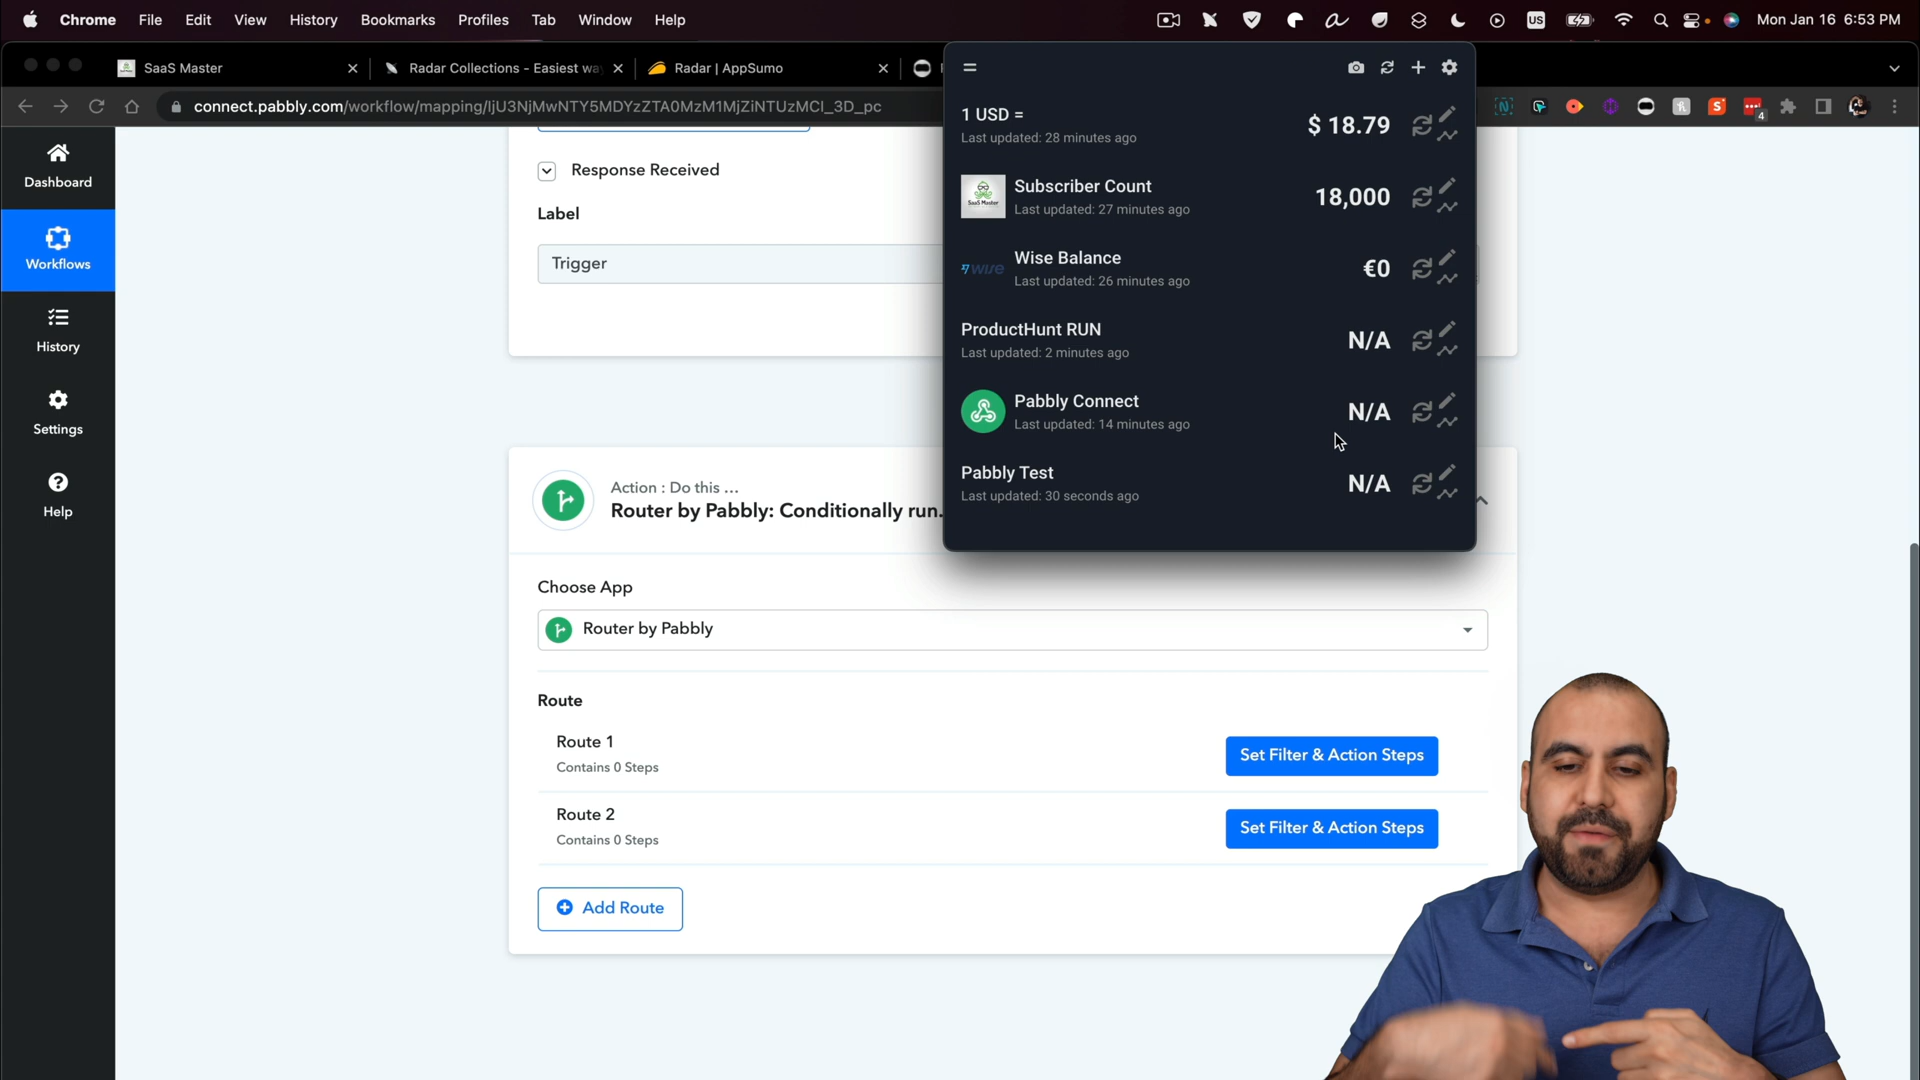 Chrome File Edit View History Bookmarks Profiles Tab Window Help
US
Mon Jan 16 6:53 PM
SaaS Master
Radar Collections - Easiest wa
Radar | AppSumo
connect.pabbly.com/workflow/mapping/IjU3NjMwNTY5MDYzZTA0MzM1MjZiNTUzMCI_3D_pc
4
Dashboard
Workflows
History
Settings
Help
Response Received
Label
Trigger
1 USD =
Last updated: 28 minutes ago
$ 18.79
Subscriber Count
Last updated: 27 minutes ago
18,000
SaaS Master
wise
Wise Balance
Last updated: 26 minutes ago
€0
ProductHunt RUN
Last updated: 2 minutes ago
N/A
Pabbly Connect
Last updated: 14 minutes ago
N/A
Pabbly Test
Last updated: 30 seconds ago
N/A
Action : Do this ...
Router by Pabbly: Conditionally run.
Choose App
Router by Pabbly
Route
Route 1
Contains 0 Steps
Set Filter & Action Steps
Route 2
Contains 0 Steps
Set Filter & Action Steps
Add Route